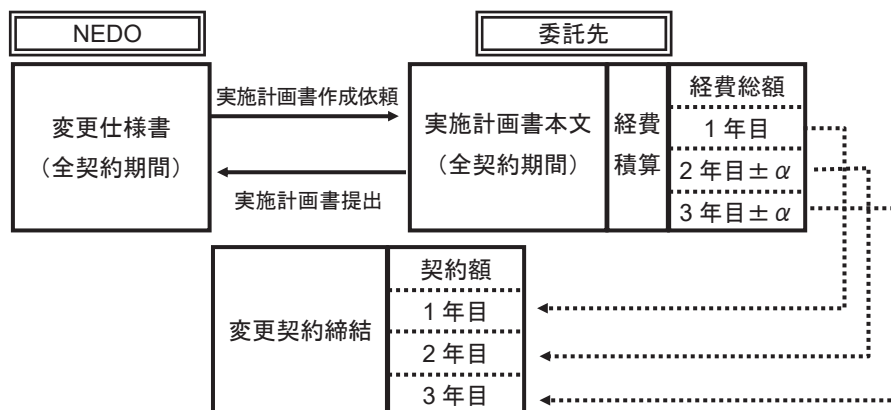 NEDO
委託先
変更仕様書
（全契約期間）
実施計画書作成依頼
実施計画書提出
実施計画書本文
（全契約期間）
経費
積算
経費総額
1 年目
2 年目± α
3 年目± α
変更契約締結
契約額
1 年目
2 年目
3 年目